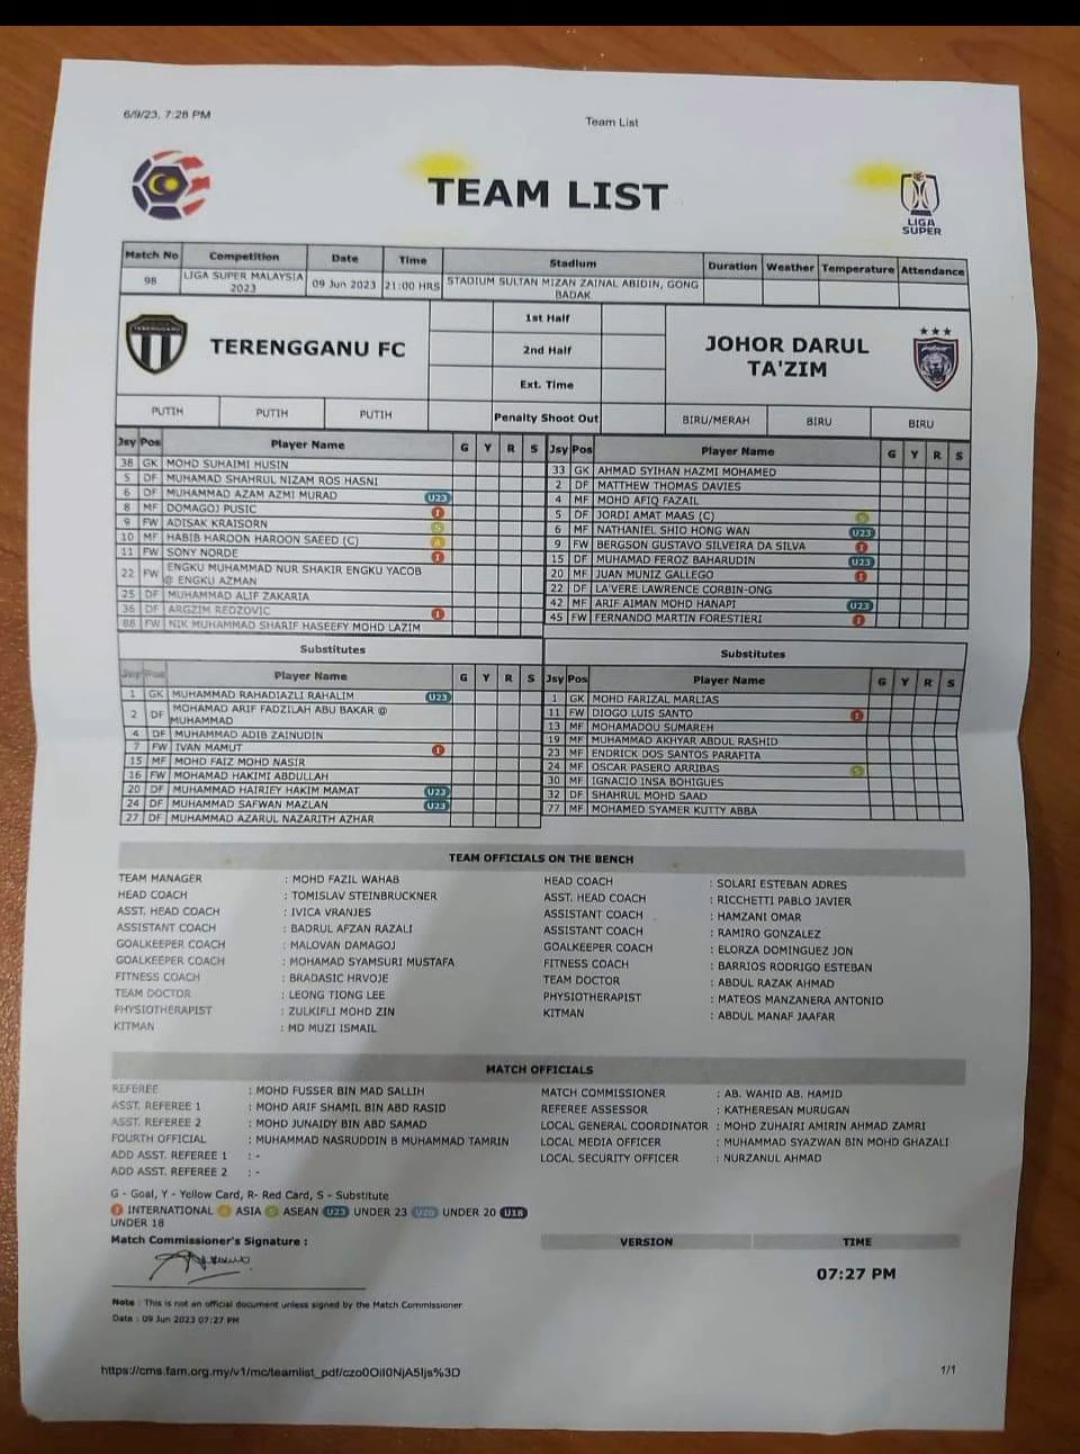 6/9/23, 7:28 PM
Team List
TEAM LIST
LIGA
SUPER
Match No Competition Date Time Stadium Duration Weather Temperature Attendance
98 LIGA SUPER MALAYSIA 2023 09 Jun 2023 21:00 HRS STADIUM SULTAN MIZAN ZAINAL ABIDIN, GONG BADAK
TERENGGANU FC
1st Half
2nd Half
Ext. Time
Penalty Shoot Out
JOHOR DARUL
TA'ZIM
PUTIH PUTIH PUTIH
BIRU/MERAH BIRU BIRU
Jsy Pos Player Name G Y R S
38 GK MOHD SUHAIMI HUSIN
5 DF MUHAMAD SHAHRUL NIZAM ROS HASNI
6 DF MUHAMMAD AZAM AZMI MURAD U23
8 MF DOMAGOJ PUSIC I
9 FW ADISAK KRAISORN S
10 MF HABIB HAROON HAROON SAEED (C) A
11 FW SONY NORDE I
22 FW ENGKU MUHAMMAD NUR SHAKIR ENGKU YACOB
@ ENGKU AZMAN
25 DF MUHAMMAD ALIF ZAKARIA
36 DF ARGZIM REDZOVIC I
88 FW NIK MUHAMMAD SHARIF HASEEFY MOHD LAZIM
Jsy Pos Player Name G Y R S
33 GK AHMAD SYIHAN HAZMI MOHAMED
2 DF MATTHEW THOMAS DAVIES
4 MF MOHD AFIQ FAZAIL
5 DF JORDI AMAT MAAS (C) S
6 MF NATHANIEL SHIO HONG WAN U23
9 FW BERGSON GUSTAVO SILVEIRA DA SILVA I
15 DF MUHAMAD FEROZ BAHARUDIN U23
20 MF JUAN MUNIZ GALLEGO I
22 DF LA'VERE LAWRENCE CORBIN-ONG
42 MF ARIF AIMAN MOHD HANAPI U23
45 FW FERNANDO MARTIN FORESTIERI I
Substitutes
Jsy Pos Player Name G Y R S
1 GK MUHAMMAD RAHADIAZLI RAHALIM U23
2 DF MOHAMAD ARIF FADZILAH ABU BAKAR @
MUHAMMAD
4 DF MUHAMMAD ADIB ZAINUDIN
7 FW IVAN MAMUT I
15 MF MOHD FAIZ MOHD NASIR
16 FW MOHAMAD HAKIMI ABDULLAH
20 DF MUHAMMAD HAIRIEY HAKIM MAMAT U23
24 DF MUHAMMAD SAFWAN MAZLAN U23
27 DF MUHAMMAD AZARUL NAZARITH AZHAR
Substitutes
Jsy Pos Player Name G Y R S
1 GK MOHD FARIZAL MARLIAS
11 FW DIOGO LUIS SANTO I
13 MF MOHAMADOU SUMAREH
19 MF MUHAMMAD AKHYAR ABDUL RASHID
23 MF ENDRICK DOS SANTOS PARAFITA
24 MF OSCAR PASERO ARRIBAS S
30 MF IGNACIO INSA BOHIGUES
32 DF SHAHRUL MOHD SAAD
77 MF MOHAMED SYAMER KUTTY ABBA
TEAM OFFICIALS ON THE BENCH
TEAM MANAGER : MOHD FAZIL WAHAB
HEAD COACH : TOMISLAV STEINBRUCKNER
ASST. HEAD COACH : IVICA VRANJES
ASSISTANT COACH : BADRUL AFZAN RAZALI
GOALKEEPER COACH : MALOVAN DAMAGOJ
GOALKEEPER COACH : MOHAMAD SYAMSURI MUSTAFA
FITNESS COACH : BRADASIC HRVOJE
TEAM DOCTOR : LEONG TIONG LEE
PHYSIOTHERAPIST : ZULKIFLI MOHD ZIN
KITMAN : MD MUZI ISMAIL
HEAD COACH : SOLARI ESTEBAN ADRES
ASST. HEAD COACH : RICCHETTI PABLO JAVIER
ASSISTANT COACH : HAMZANI OMAR
ASSISTANT COACH : RAMIRO GONZALEZ
GOALKEEPER COACH : ELORZA DOMINGUEZ JON
FITNESS COACH : BARRIOS RODRIGO ESTEBAN
TEAM DOCTOR : ABDUL RAZAK AHMAD
PHYSIOTHERAPIST : MATEOS MANZANERA ANTONIO
KITMAN : ABDUL MANAF JAAFAR
MATCH OFFICIALS
REFEREE : MOHD FUSSER BIN MAD SALLIH
ASST. REFEREE 1 : MOHD ARIF SHAMIL BIN ABD RASID
ASST. REFEREE 2 : MOHD JUNAIDY BIN ABD SAMAD
FOURTH OFFICIAL : MUHAMMAD NASRUDDIN B MUHAMMAD TAMRIN
ADD ASST. REFEREE 1 : -
ADD ASST. REFEREE 2 : -
MATCH COMMISSIONER : AB. WAHID AB. HAMID
REFEREE ASSESSOR : KATHERESAN MURUGAN
LOCAL GENERAL COORDINATOR : MOHD ZUHAIRI AMIRIN AHMAD ZAMRI
LOCAL MEDIA OFFICER : MUHAMMAD SYAZWAN BIN MOHD GHAZALI
LOCAL SECURITY OFFICER : NURZANUL AHMAD
G - Goal, Y - Yellow Card, R- Red Card, S - Substitute
I INTERNATIONAL A ASIA S ASEAN U23 UNDER 23 U20 UNDER 20 U18
UNDER 18
Match Commissioner's Signature :
VERSION TIME
07:27 PM
Note : This is not an official document unless signed by the Match Commissioner
Date : 09 Jun 2023 07:27 PM
https://cms.fam.org.my/v1/mc/teamlist_pdf/czo0OiI0NjA5Ijs%3D
1/1